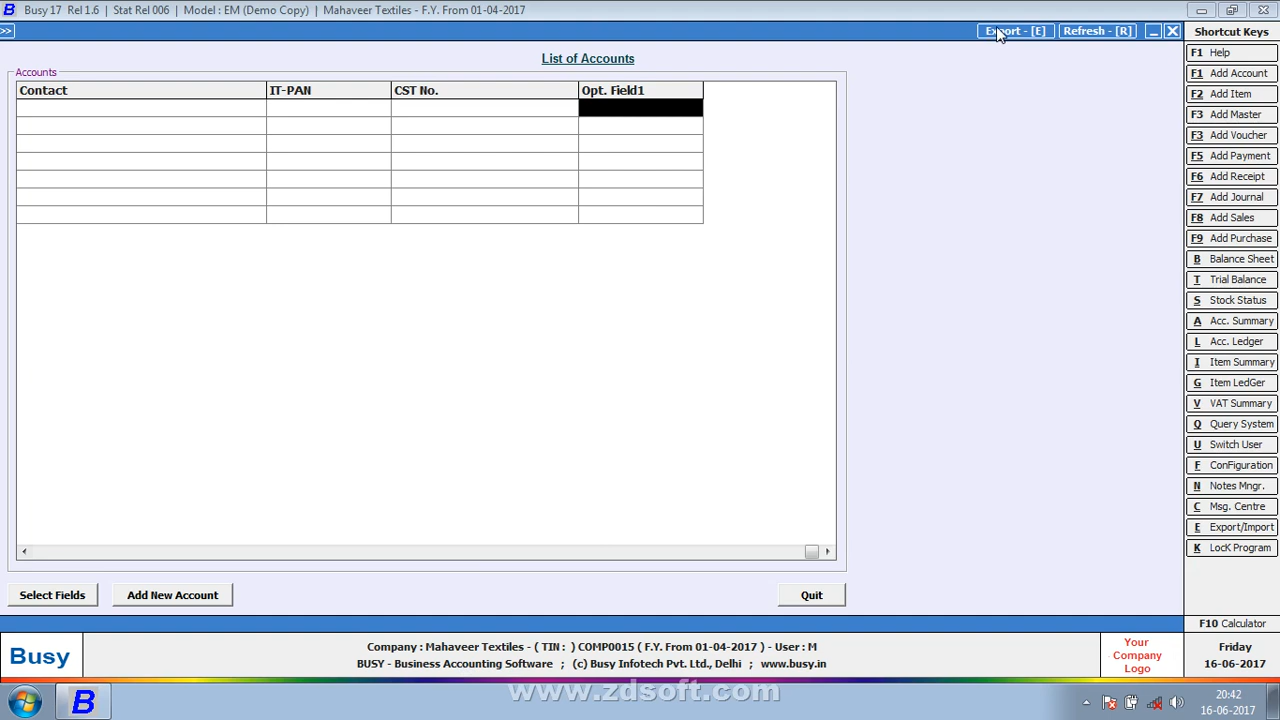 Busy 17 Rel 1.6 | Stat Rel 006 | Model : EM (Demo Copy) | Mahaveer Textiles - F.Y. From 01-04-2017
>> Export - [E] Refresh - [R]
Shortcut Keys
List of Accounts
Accounts
Contact IT-PAN CST No. Opt. Field1
F1 Help
F1 Add Account
F2 Add Item
F3 Add Master
F3 Add Voucher
F5 Add Payment
F6 Add Receipt
F7 Add Journal
F8 Add Sales
F9 Add Purchase
B Balance Sheet
T Trial Balance
S Stock Status
A Acc. Summary
L Acc. Ledger
I Item Summary
G Item LedGer
V VAT Summary
Q Query System
U Switch User
F ConFiguration
N Notes Mngr.
C Msg. Centre
E Export/Import
K LocK Program
Select Fields Add New Account Quit
F10 Calculator
Busy
Company : Mahaveer Textiles - ( TIN : ) COMP0015 ( F.Y. From 01-04-2017 ) - User : M
BUSY - Business Accounting Software ; (c) Busy Infotech Pvt. Ltd., Delhi ; www.busy.in
Your
Company
Logo
Friday
16-06-2017
www.zdsoft.com
20:42
16-06-2017